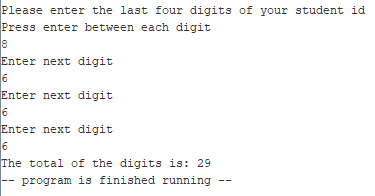 Please enter the last four digits of your student id
Press enter between each digit
8
Enter next digit
6
Enter next digit
6
Enter next digit
6
The total of the digits is: 29
-- program is finished running --